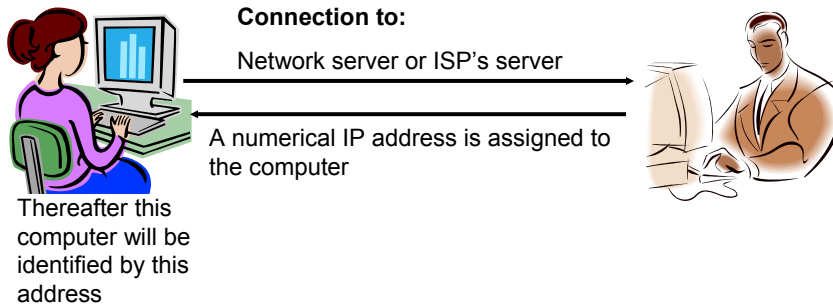 Connection to:
Network server or ISP's server
A numerical IP address is assigned to
the computer
Thereafter this
computer will be
identified by this
address